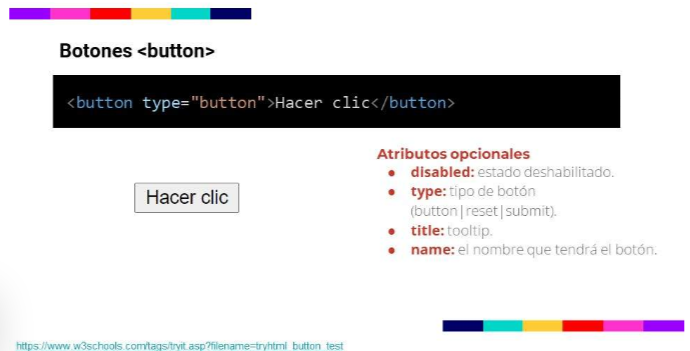 Botones <button>
<button type="button">Hacer clic</button>
Hacer clic
Atributos opcionales
● disabled: estado deshabilitado.
● type: tipo de botón
(button|reset|submit).
● title: tooltip.
● name: el nombre que tendrá el botón.
https://www.w3schools.com/tags/tryit.asp?filename=tryhtml_button_test